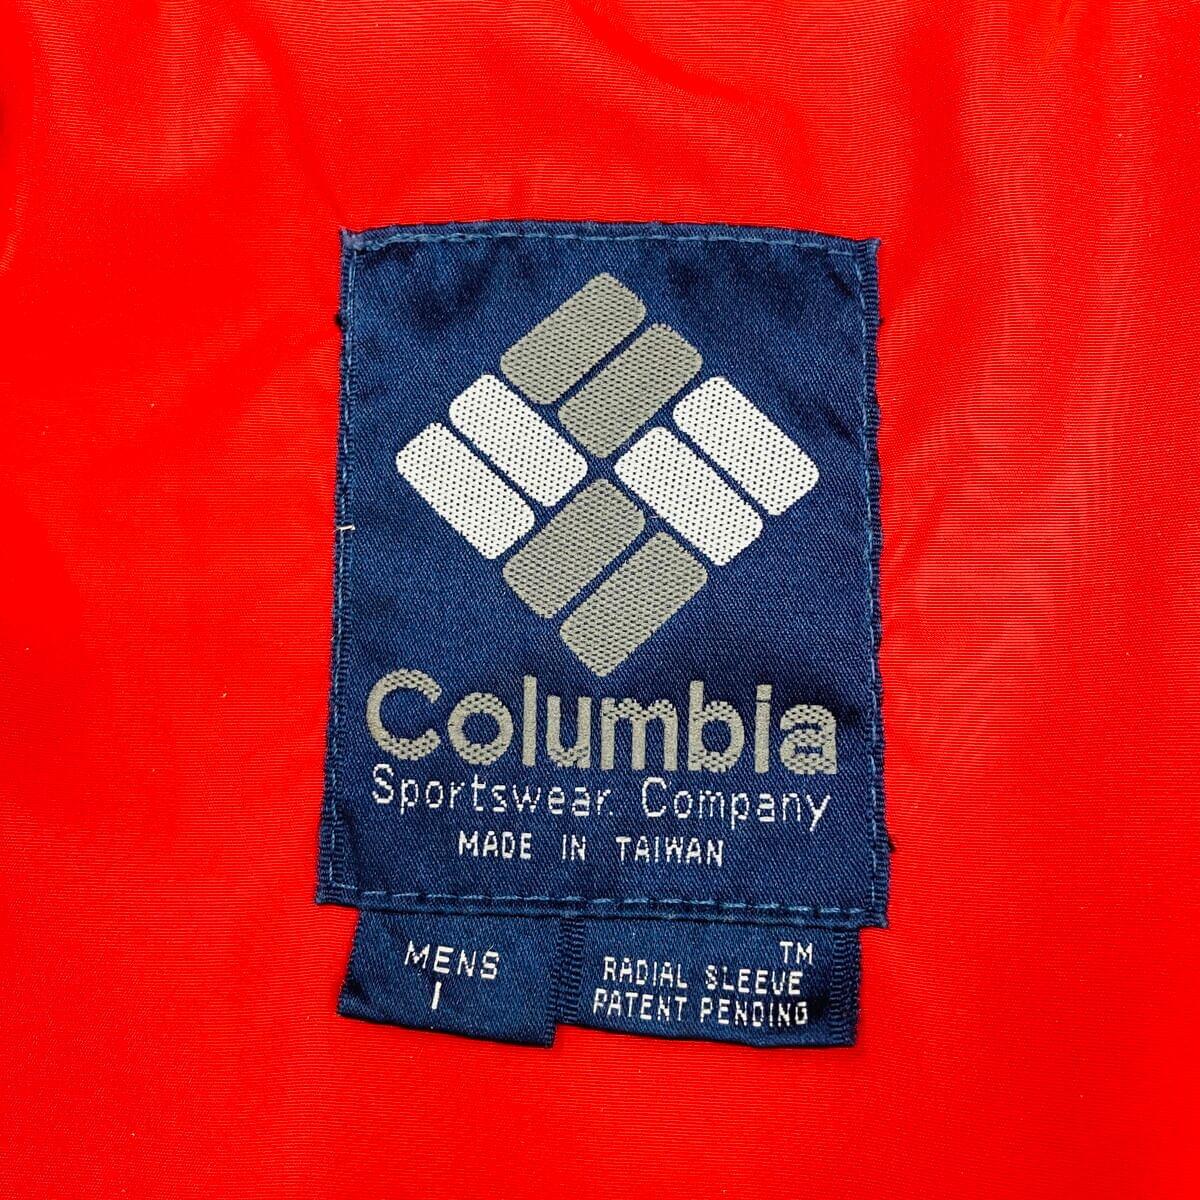 Columbia
Sportswear Company
MADE IN TAIWAN
MENS
I
TM
RADIAL SLEEVE
PATENT PENDING